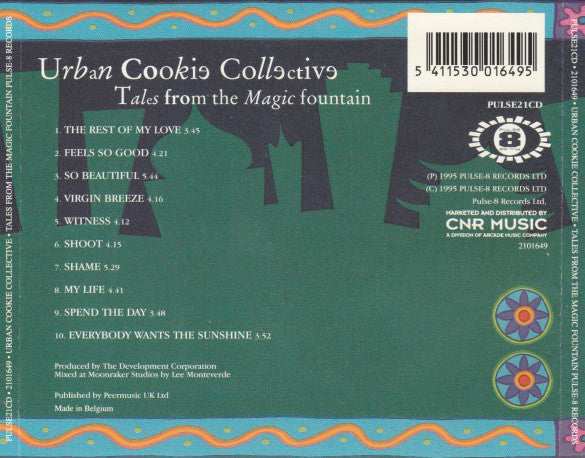 Urban Cookie Collective
Tales from the Magic fountain
1. THE REST OF MY LOVE 3.45
2. FEELS SO GOOD 4.21
3. SO BEAUTIFUL 5.44
4. VIRGIN BREEZE 4.16
5. WITNESS 4.12
6. SHOOT 4.15
7. SHAME 5.29
8. MY LIFE 4.41
9. SPEND THE DAY 3.48
10. EVERYBODY WANTS THE SUNSHINE 3.52
Produced by The Development Corporation
Mixed at Moonraker Studios by Lee Monteverde
Published by Peermusic UK Ltd
Made in Belgium
5 411530 016495
PULSE21CD
PULSE
8
(P) 1995 PULSE-8 RECORDS LTD
(C) 1995 PULSE-8 RECORDS LTD
Pulse-8 Records Ltd.
MARKETED AND DISTRIBUTED BY
CNR MUSIC
A DIVISION OF ARCADE MUSIC COMPANY
2101649
PULSE21CD • 2101649 • URBAN COOKIE COLLECTIVE • TALES FROM THE MAGIC FOUNTAIN PULSE-8 RECORDS
PULSE21CD • 2101649 • URBAN COOKIE COLLECTIVE • TALES FROM THE MAGIC FOUNTAIN PULSE-8 RECORDS